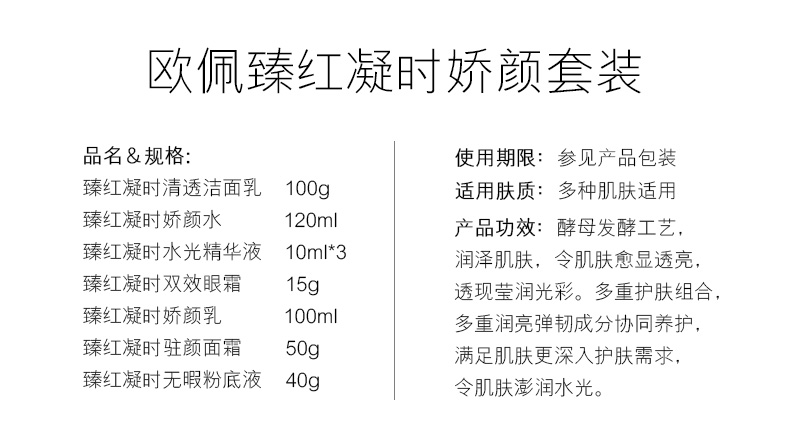 欧佩臻红凝时娇颜套装
品名&规格:
臻红凝时清透洁面乳 100g
臻红凝时娇颜水 120ml
臻红凝时水光精华液 10ml*3
臻红凝时双效眼霜 15g
臻红凝时娇颜乳 100ml
臻红凝时驻颜面霜 50g
臻红凝时无暇粉底液 40g
使用期限：参见产品包装
适用肤质：多种肌肤适用
产品功效：酵母发酵工艺，
润泽肌肤，令肌肤愈显透亮，
透现莹润光彩。多重护肤组合，
多重润亮弹韧成分协同养护，
满足肌肤更深入护肤需求，
令肌肤澎润水光。